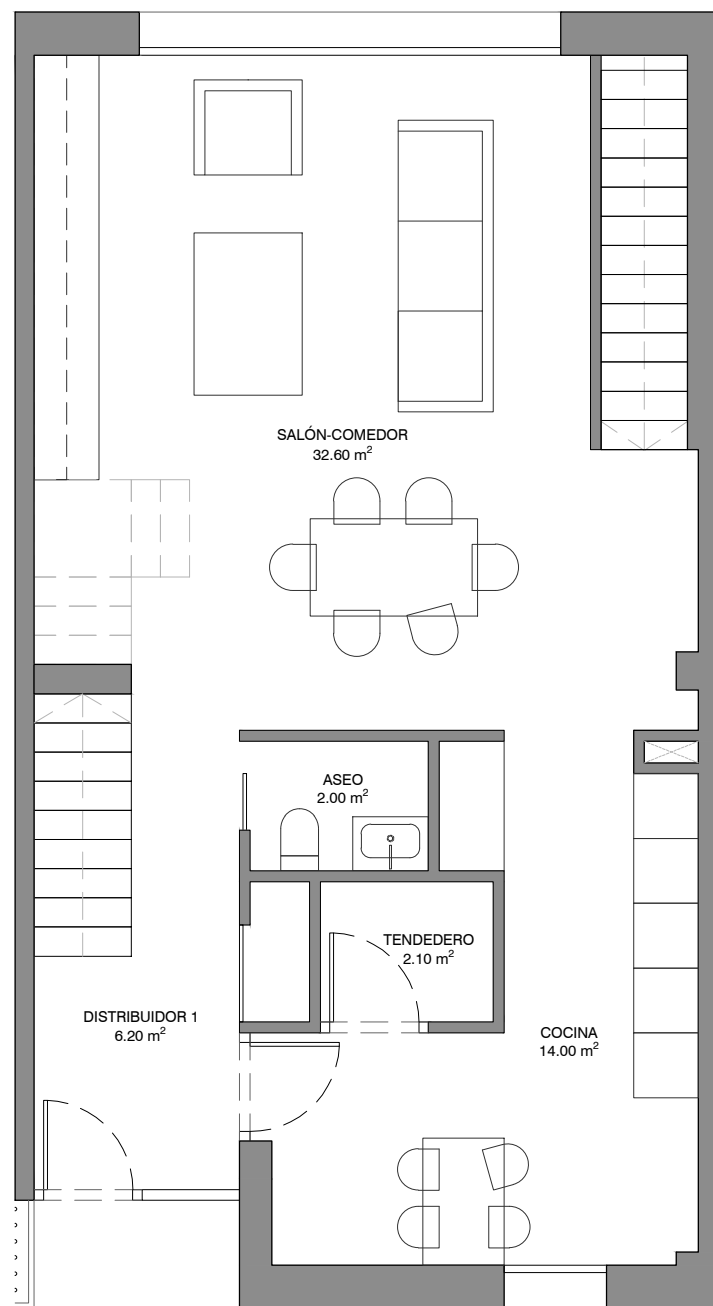 SALÓN-COMEDOR
32.60 m²
ASEO
2.00 m²
TENDEDERO
2.10 m²
DISTRIBUIDOR 1
6.20 m²
COCINA
14.00 m²